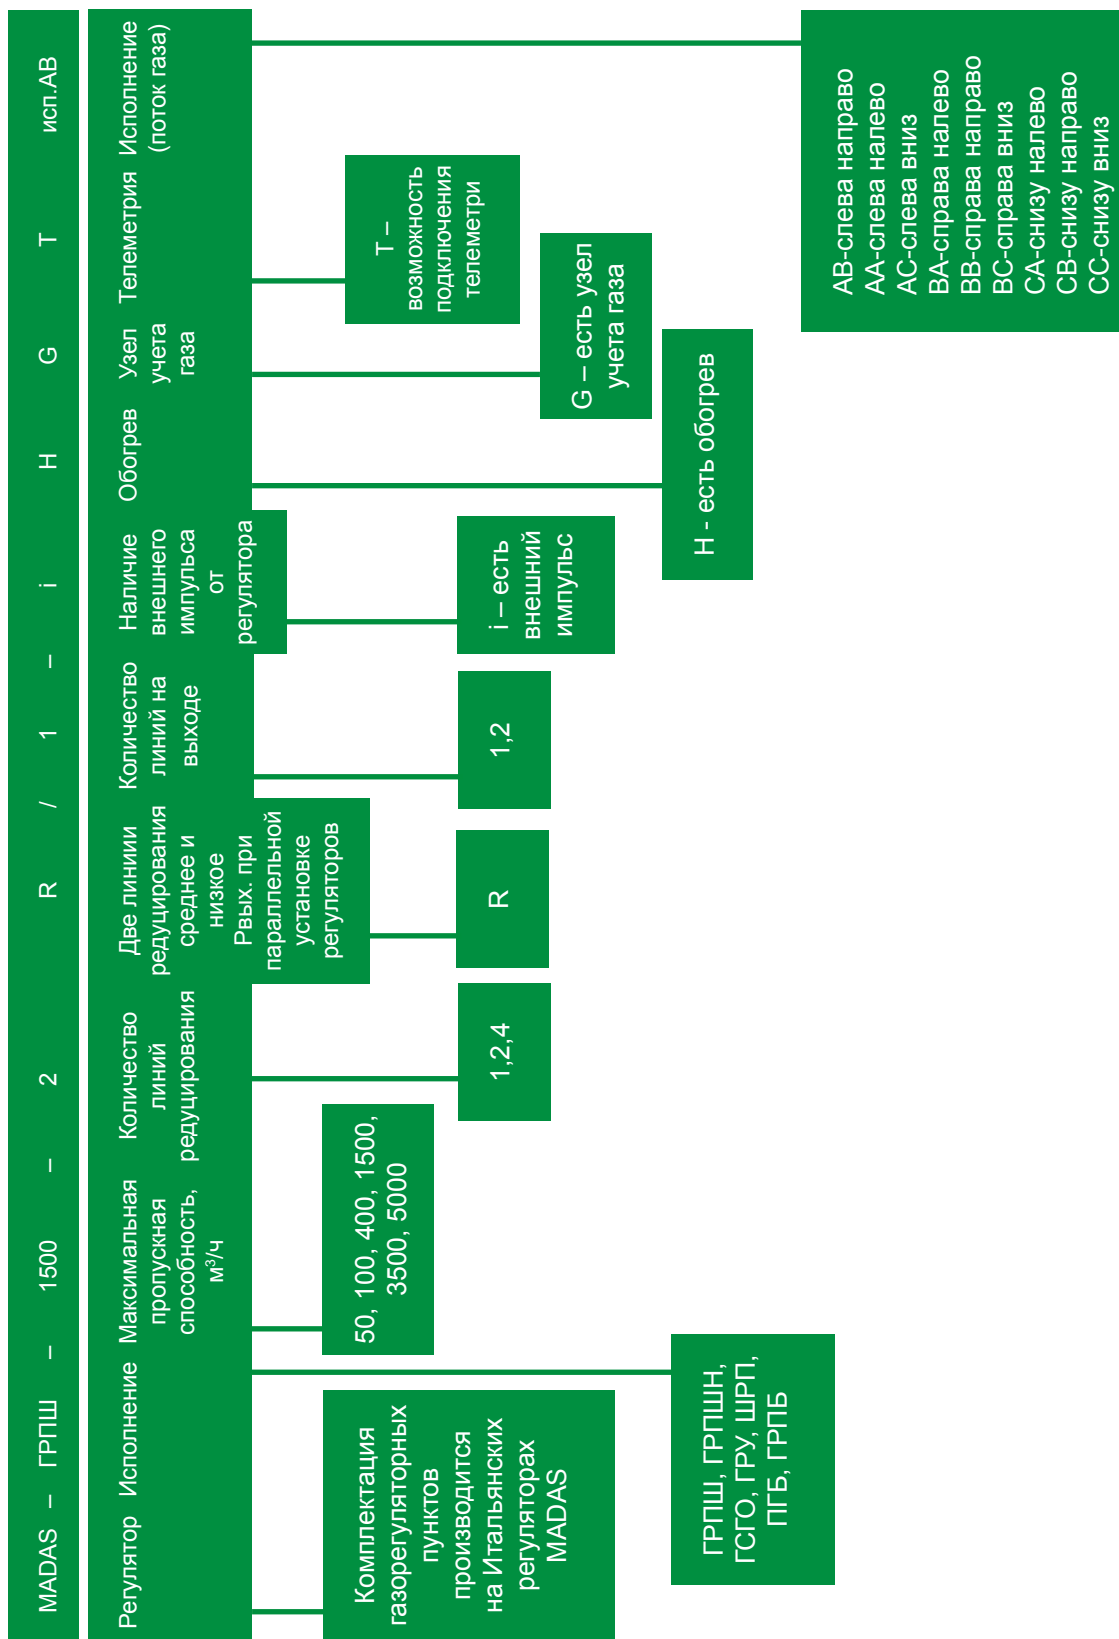 MADAS – ГРПШ – 1500 – 2 R / 1 – i H G T исп.АВ
Регулятор
Исполнение
Максимальная
пропускная
способность,
м³/ч
Количество
линий
редуцирования
Две линиии
редуцирования
среднее и
низкое
Рвых. при
параллельной
установке
регуляторов
Количество
линий на
выходе
Наличие
внешнего
импульса
от
регулятора
Обогрев
Узел
учета
газа
Телеметрия
Исполнение
(поток газа)
Комплектация
газорегуляторных
пунктов
производится
на Итальянских
регуляторах
MADAS
ГРПШ, ГРПШН,
ГСГО, ГРУ, ШРП,
ПГБ, ГРПБ
50, 100, 400, 1500,
3500, 5000
1,2,4
R
1,2
i – есть
внешний
импульс
H - есть обогрев
G – есть узел
учета газа
T –
возможность
подключения
телеметри
АВ-слева направо
АА-слева налево
АС-слева вниз
ВА-справа налево
ВВ-справа направо
ВС-справа вниз
СА-снизу налево
СВ-снизу направо
СС-снизу вниз